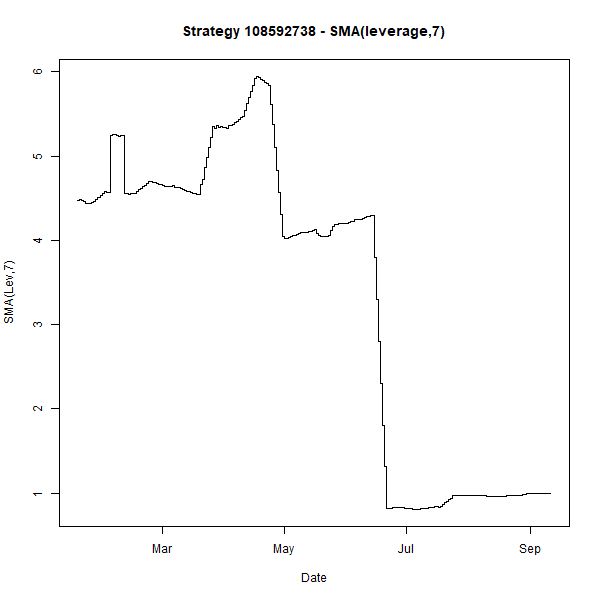 Strategy 108592738 - SMA(leverage,7)
6
5
4
3
2
1
SMA(Lev,7)
Mar
May
Jul
Sep
Date